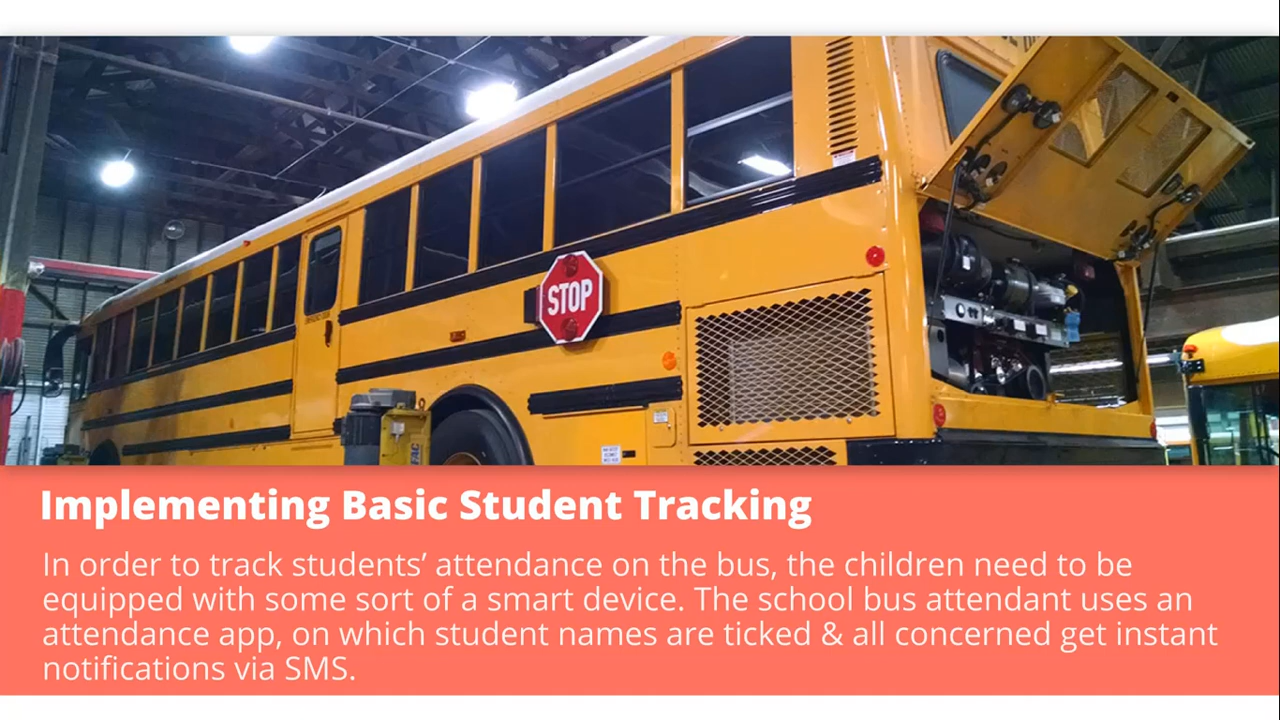 STOP
Implementing Basic Student Tracking
In order to track students’ attendance on the bus, the children need to be
equipped with some sort of a smart device. The school bus attendant uses an
attendance app, on which student names are ticked & all concerned get instant
notifications via SMS.